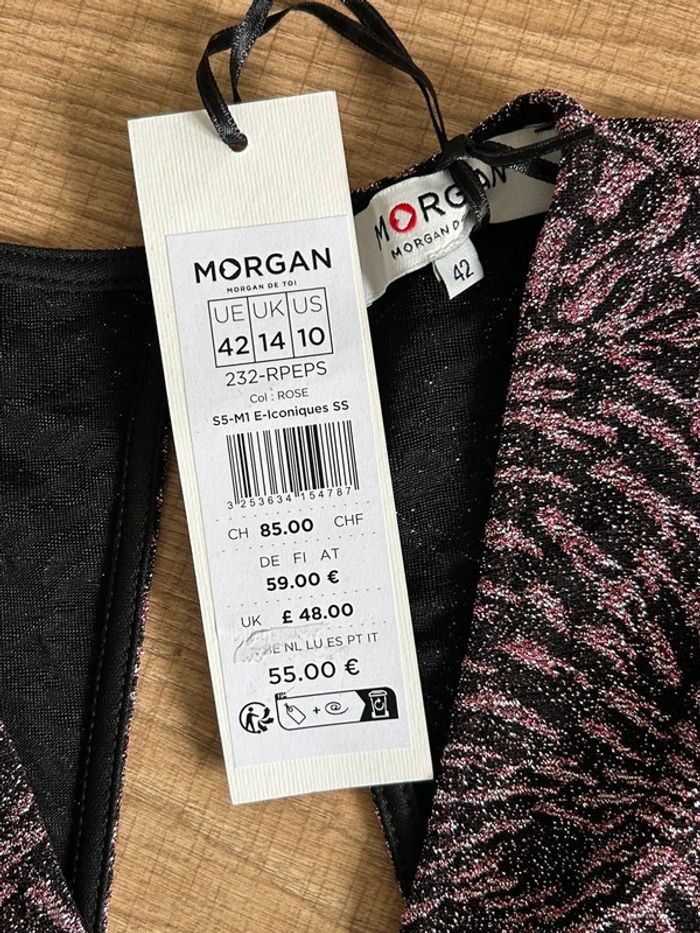 MORGAN
MORGAN DE TOI
UE UK US
42 14 10
232-RPEPS
Col : ROSE
S5-M1 E-Iconiques SS
3 253634 154787
CH 85.00 CHF
DE FI AT
59.00 €
UK £ 48.00
NL LU ES PT IT
55.00 €
MORGAN
MORGAN D
42